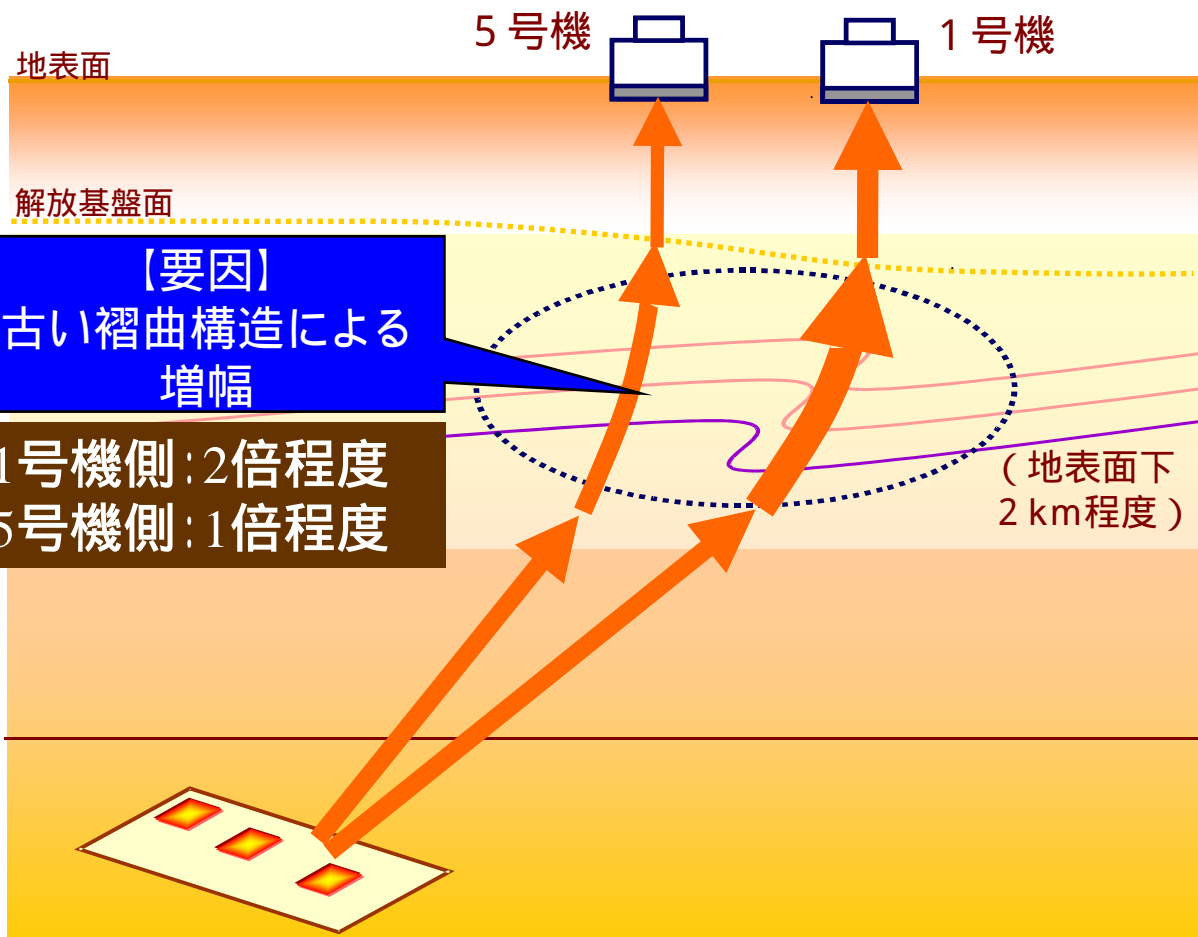 5号機
1号機
地表面
解放基盤面
【要因】
古い褶曲構造による
増幅
1号機側:2倍程度
5号機側:1倍程度
(地表面下
2km程度)